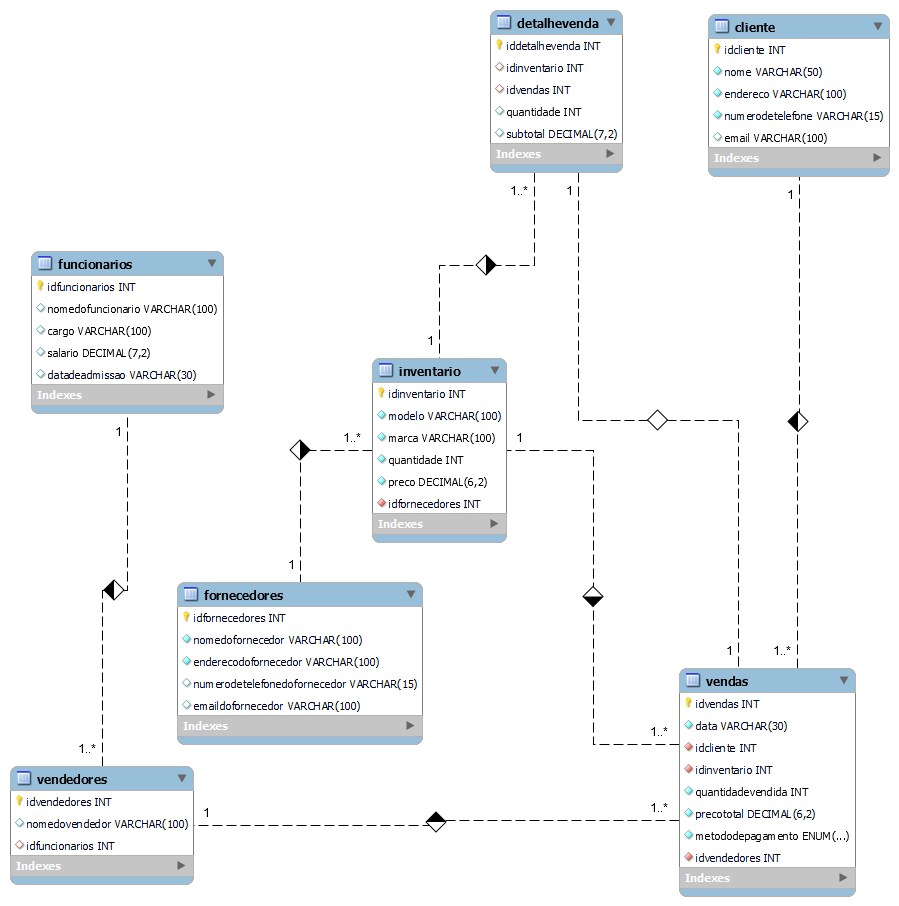 detalhevenda
iddetalhevenda INT
idinventario INT
idvendas INT
quantidade INT
subtotal DECIMAL(7,2)
Indexes
cliente
idcliente INT
nome VARCHAR(50)
endereco VARCHAR(100)
numerodetelefone VARCHAR(15)
email VARCHAR(100)
Indexes
1..*
1
1
funcionarios
idfuncionarios INT
nomedofuncionario VARCHAR(100)
cargo VARCHAR(100)
salario DECIMAL(7,2)
datadeadmissao VARCHAR(30)
Indexes
1
1
inventario
idinventario INT
modelo VARCHAR(100)
marca VARCHAR(100)
quantidade INT
preco DECIMAL(6,2)
idfornecedores INT
Indexes
1..*
1
1
fornecedores
idfornecedores INT
nomedofornecedor VARCHAR(100)
enderecodofornecedor VARCHAR(100)
numerodetelefonedofornecedor VARCHAR(15)
emaildofornecedor VARCHAR(100)
Indexes
1
1..*
vendas
idvendas INT
data VARCHAR(30)
idcliente INT
idinventario INT
quantidadevendida INT
precototal DECIMAL(6,2)
metododepagamento ENUM(...)
idvendedores INT
Indexes
1..*
1..*
1..*
vendedores
idvendedores INT
nomedovendedor VARCHAR(100)
idfuncionarios INT
Indexes
1